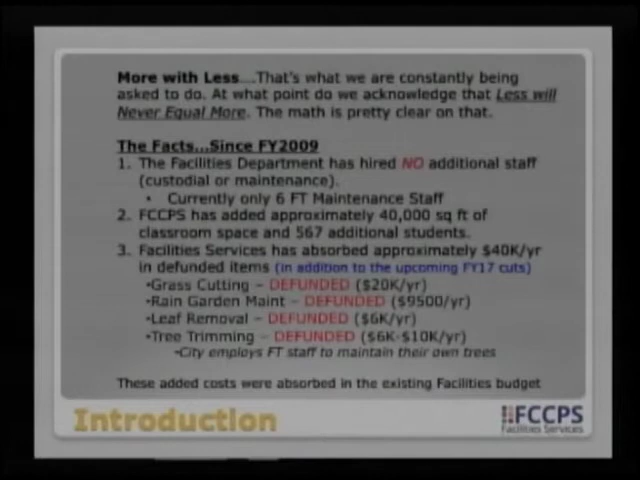 More with Less....That's what we are constantly being
asked to do. At what point do we acknowledge that Less will
Never Equal More. The math is pretty clear on that.
The Facts...Since FY2009
1. The Facilities Department has hired NO additional staff
(custodial or maintenance).
• Currently only 6 FT Maintenance Staff
2. FCCPS has added approximately 40,000 sq ft of
classroom space and 567 additional students.
3. Facilities Services has absorbed approximately $40K/yr
in defunded items (in addition to the upcoming FY17 cuts)
•Grass Cutting – DEFUNDED ($20K/yr)
•Rain Garden Maint – DEFUNDED ($9500/yr)
•Leaf Removal – DEFUNDED ($6K/yr)
•Tree Trimming – DEFUNDED ($6K-$10K/yr)
•City employs FT staff to maintain their own trees
These added costs were absorbed in the existing Facilities budget
Introduction
FCCPS
Facilities Services